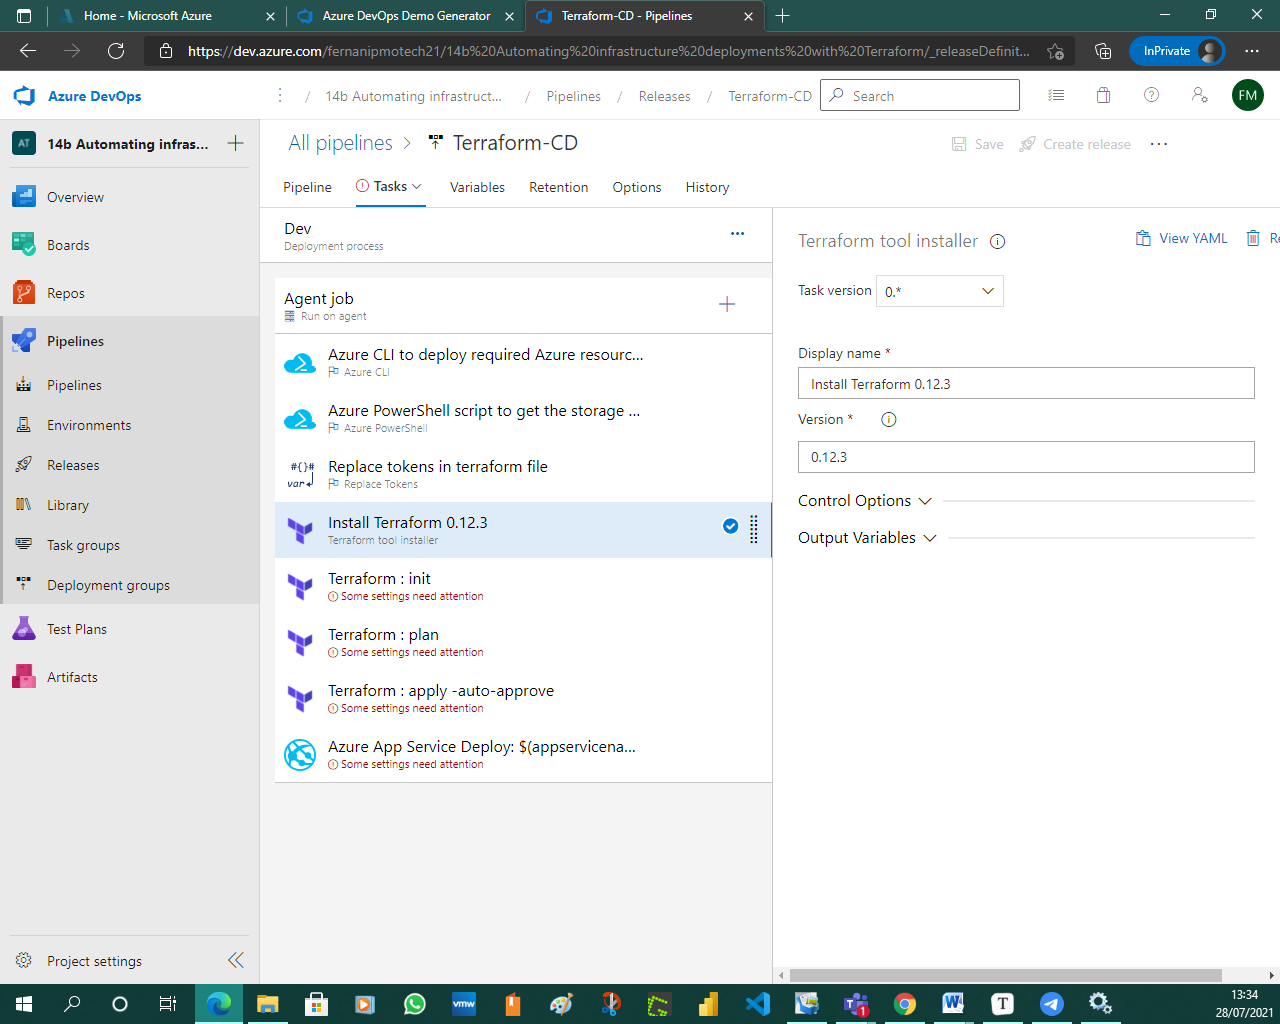 Home - Microsoft Azure
Azure DevOps Demo Generator
Terraform-CD - Pipelines
https://dev.azure.com/fernanipmotech21/14b%20Automating%20infrastructure%20deployments%20with%20Terraform/_releaseDefinit...
InPrivate
Azure DevOps
/ 14b Automating infrastruct... / Pipelines / Releases / Terraform-CD
Search
FM
AT
14b Automating infras...
Overview
Boards
Repos
Pipelines
Pipelines
Environments
Releases
Library
Task groups
Deployment groups
Test Plans
Artifacts
Project settings
All pipelines > Terraform-CD
Save
Create release
Pipeline
Tasks
Variables
Retention
Options
History
Dev
Deployment process
Agent job
Run on agent
Azure CLI to deploy required Azure resourc...
Azure CLI
Azure PowerShell script to get the storage ...
Azure PowerShell
#{}#
var
Replace tokens in terraform file
Replace Tokens
Install Terraform 0.12.3
Terraform tool installer
Terraform : init
Some settings need attention
Terraform : plan
Some settings need attention
Terraform : apply -auto-approve
Some settings need attention
Azure App Service Deploy: $(appservicena...
Some settings need attention
Terraform tool installer
View YAML
Re
Task version
0.*
Display name *
Install Terraform 0.12.3
Version *
0.12.3
Control Options
Output Variables
vmw
1
W
T
13:34
28/07/2021